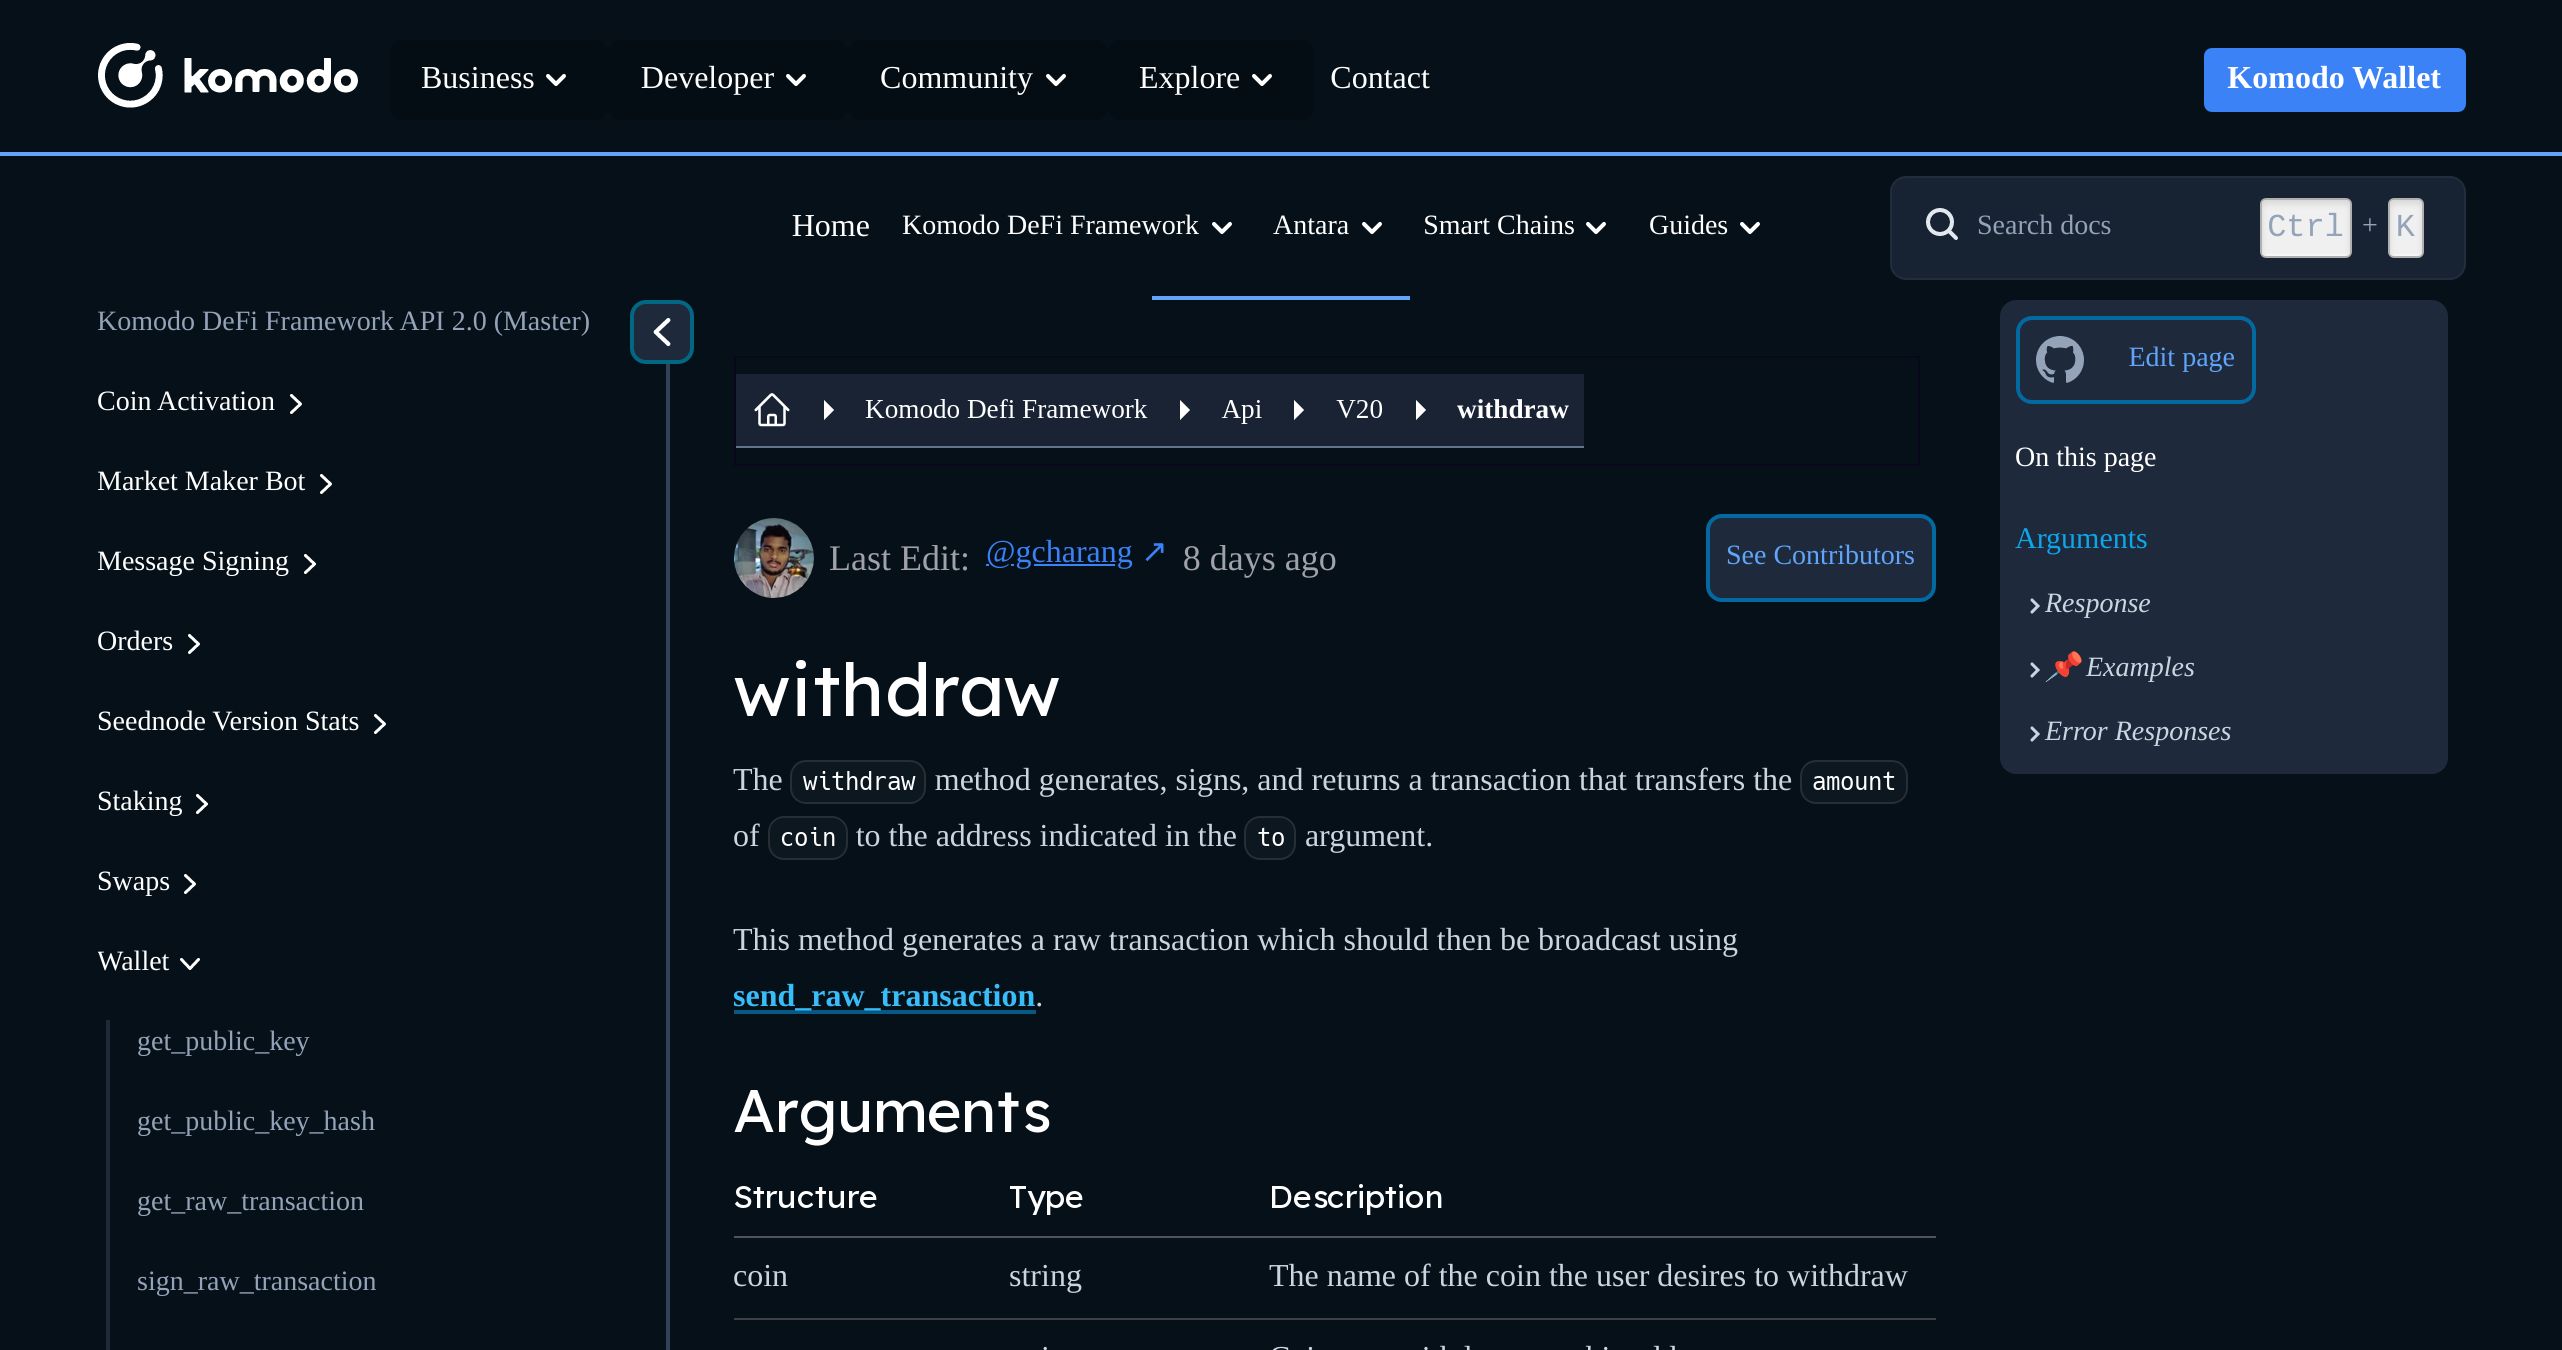 komodo
Business
Developer
Community
Explore
Contact
Komodo Wallet
Home
Komodo DeFi Framework
Antara
Smart Chains
Guides
Search docs
Ctrl + K
Komodo DeFi Framework API 2.0 (Master)
Coin Activation
Market Maker Bot
Message Signing
Orders
Seednode Version Stats
Staking
Swaps
Wallet
get_public_key
get_public_key_hash
get_raw_transaction
sign_raw_transaction
Komodo Defi Framework
Api
V20
withdraw
Last Edit: @gcharang ↗ 8 days ago
See Contributors
withdraw
The withdraw method generates, signs, and returns a transaction that transfers the amount
of coin to the address indicated in the to argument.
This method generates a raw transaction which should then be broadcast using
send_raw_transaction.
Arguments
Structure Type Description
coin string The name of the coin the user desires to withdraw
Edit page
On this page
Arguments
Response
📌 Examples
Error Responses